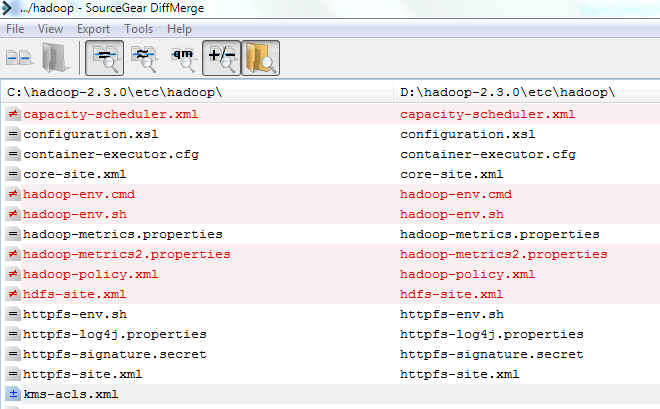 .../hadoop - SourceGear DiffMerge
File View Export Tools Help
= ≈ qm +/-
C:\hadoop-2.3.0\etc\hadoop\ D:\hadoop-2.3.0\etc\hadoop\
≠ capacity-scheduler.xml capacity-scheduler.xml
= configuration.xsl configuration.xsl
= container-executor.cfg container-executor.cfg
= core-site.xml core-site.xml
≠ hadoop-env.cmd hadoop-env.cmd
≠ hadoop-env.sh hadoop-env.sh
= hadoop-metrics.properties hadoop-metrics.properties
≠ hadoop-metrics2.properties hadoop-metrics2.properties
≠ hadoop-policy.xml hadoop-policy.xml
≠ hdfs-site.xml hdfs-site.xml
= httpfs-env.sh httpfs-env.sh
= httpfs-log4j.properties httpfs-log4j.properties
= httpfs-signature.secret httpfs-signature.secret
= httpfs-site.xml httpfs-site.xml
± kms-acls.xml